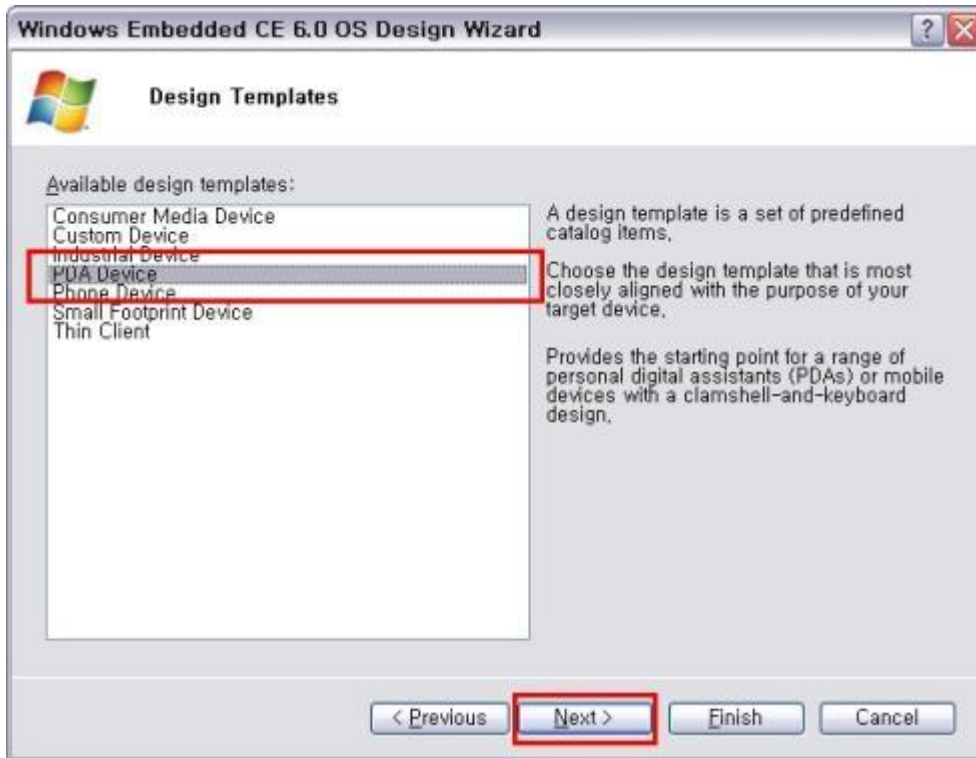 Windows Embedded CE 6.0 OS Design Wizard
Design Templates
Available design templates:
Consumer Media Device
Custom Device
Industrial Device
PDA Device
Phone Device
Small Footprint Device
Thin Client
A design template is a set of predefined
catalog items.
Choose the design template that is most
closely aligned with the purpose of your
target device.
Provides the starting point for a range of
personal digital assistants (PDAs) or mobile
devices with a clamshell-and-keyboard
design.
< Previous
Next >
Finish
Cancel